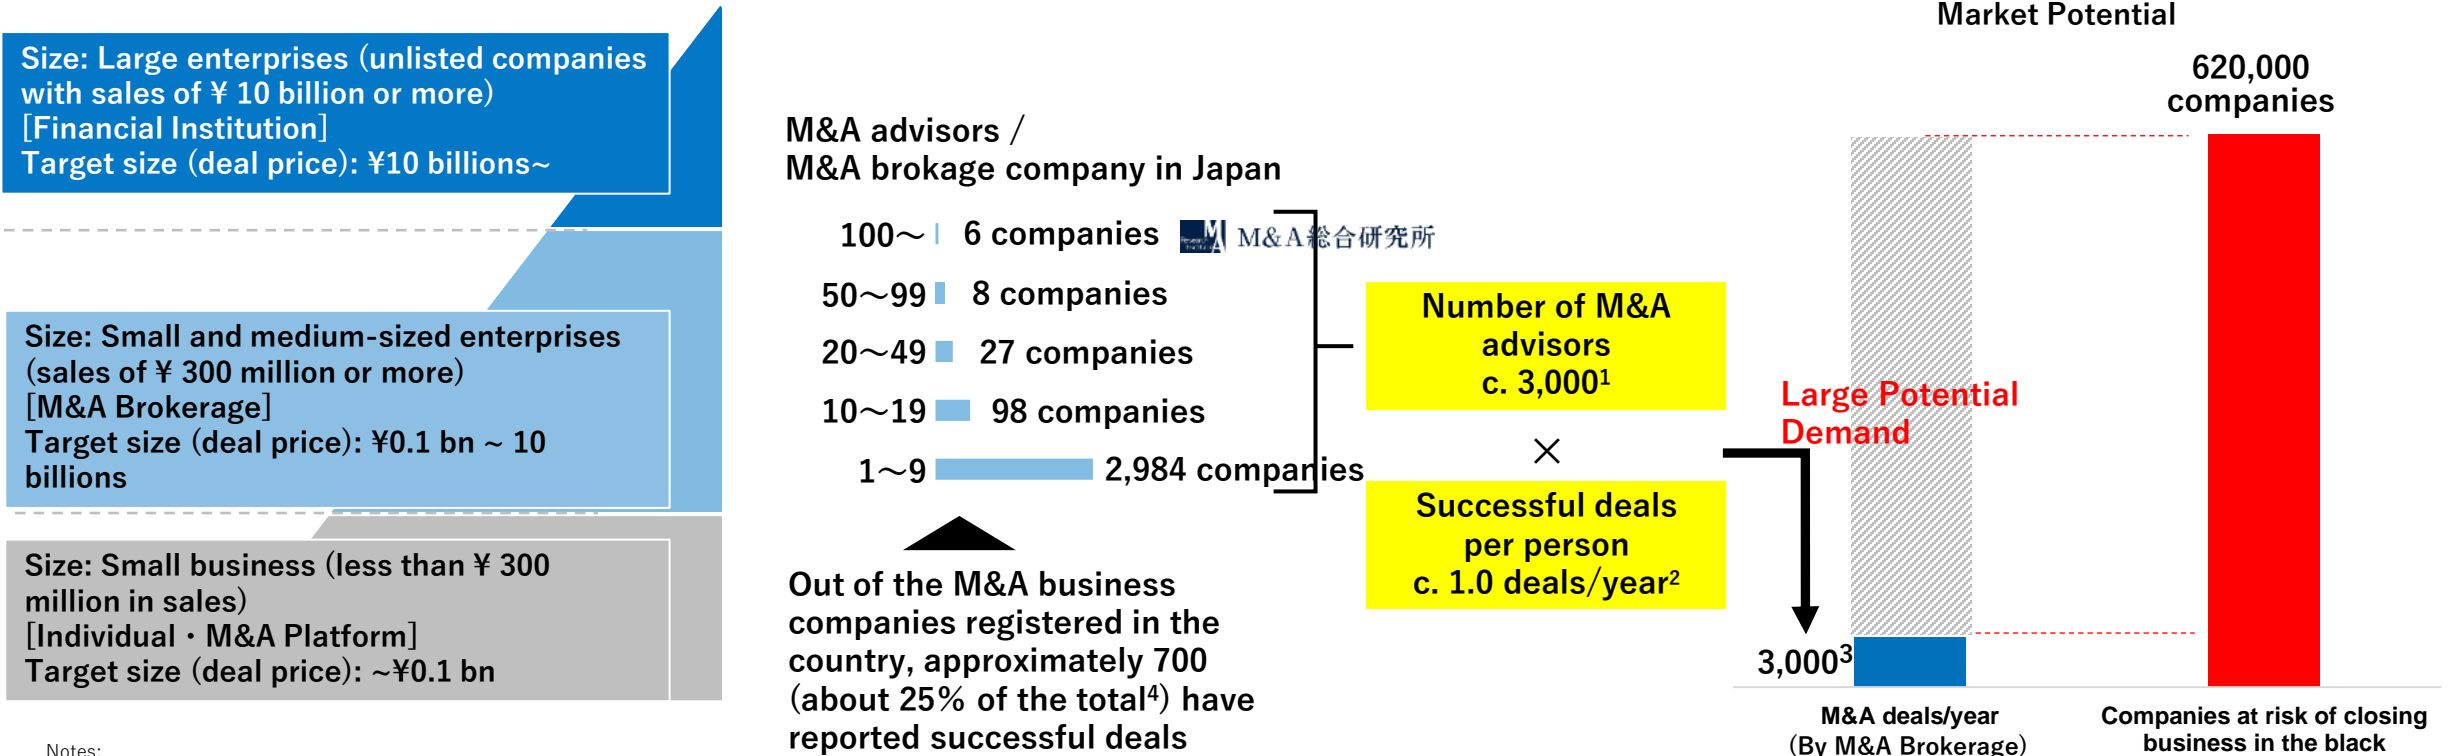 Size: Large enterprises (unlisted companies
with sales of ¥ 10 billion or more)
[Financial Institution]
Target size (deal price): ¥10 billions~
Size: Small and medium-sized enterprises
(sales of ¥ 300 million or more)
[M&A Brokerage]
Target size (deal price): ¥0.1 bn ~ 10
billions
Size: Small business (less than ¥ 300
million in sales)
[Individual・M&A Platform]
Target size (deal price): ~¥0.1 bn
Notes:
M&A advisors /
M&A brokage company in Japan
100～ 6 companies M&A総合研究所
50～99 8 companies
20～49 27 companies
10～19 98 companies
1～9 2,984 companies
Out of the M&A business
companies registered in the
country, approximately 700
(about 25% of the total⁴) have
reported successful deals
Number of M&A
advisors
c. 3,000¹
×
Successful deals
per person
c. 1.0 deals/year²
Market Potential
620,000
companies
Large Potential
Demand
3,000³
M&A deals/year
(By M&A Brokerage)
Companies at risk of closing
business in the black